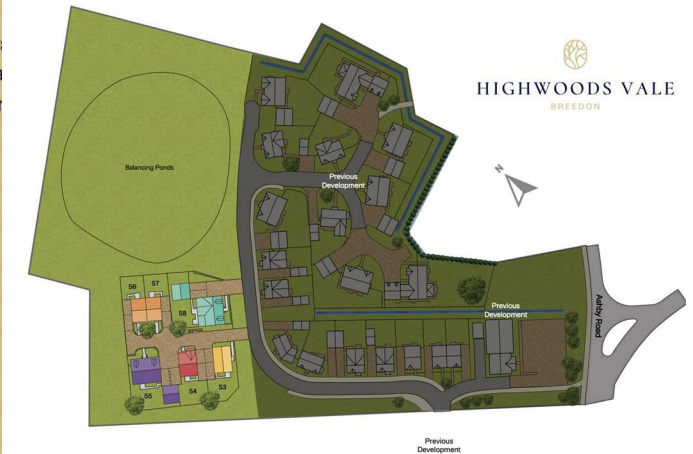 HIGHWOODS VALE
BREEDON
N
Balancing Ponds
Previous
Development
Previous
Development
Ashby Road
56
57
58
55
54
53
Previous
Development